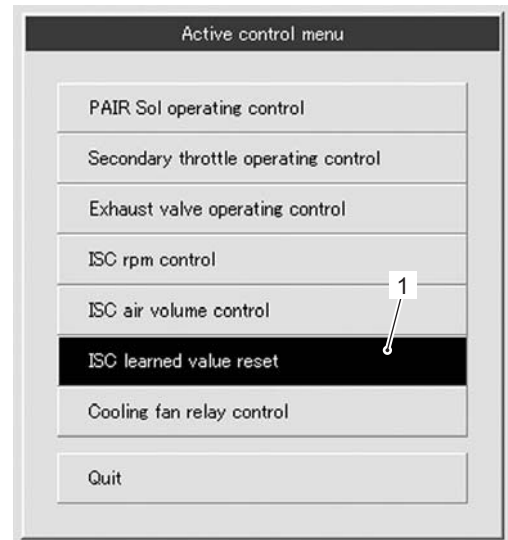 Active control menu
PAIR Sol operating control
Secondary throttle operating control
Exhaust valve operating control
ISC rpm control
1
ISC air volume control
ISC learned value reset
Cooling fan relay control
Quit